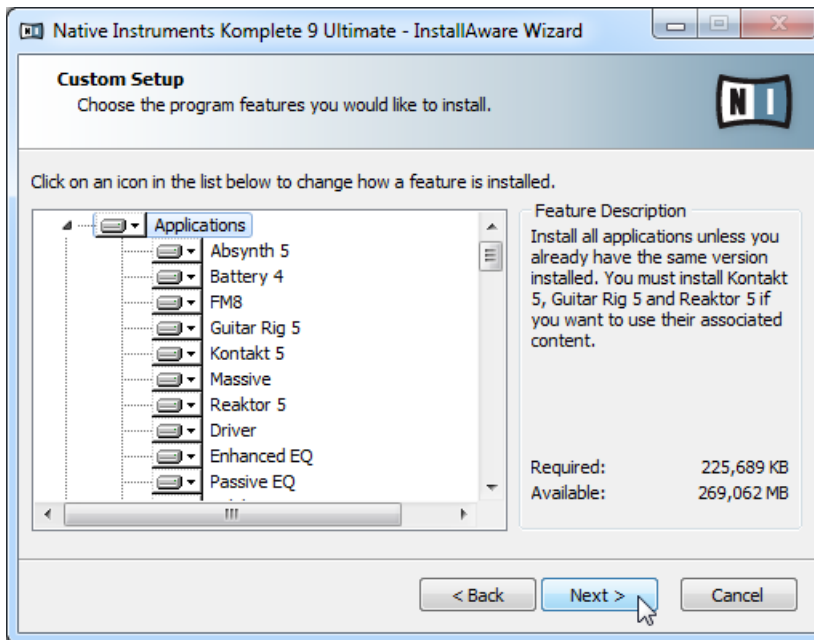 Native Instruments Komplete 9 Ultimate - InstallAware Wizard
Custom Setup
Choose the program features you would like to install.
N I
Click on an icon in the list below to change how a feature is installed.
Applications
Absynth 5
Battery 4
FM8
Guitar Rig 5
Kontakt 5
Massive
Reaktor 5
Driver
Enhanced EQ
Passive EQ
Feature Description
Install all applications unless you
already have the same version
installed. You must install Kontakt
5, Guitar Rig 5 and Reaktor 5 if
you want to use their associated
content.
Required: 225,689 KB
Available: 269,062 MB
< Back
Next >
Cancel